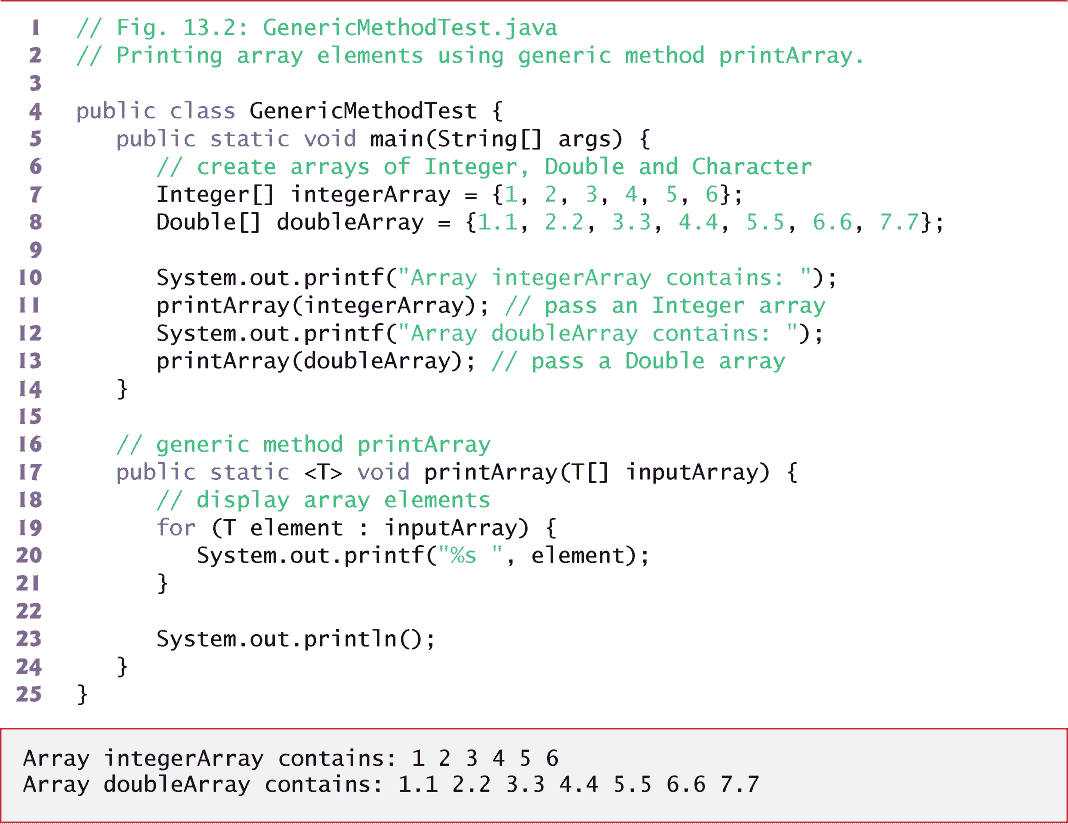 1 // Fig. 13.2: GenericMethodTest.java
2 // Printing array elements using generic method printArray.
3
4 public class GenericMethodTest {
5    public static void main(String[] args) {
6       // create arrays of Integer, Double and Character
7       Integer[] integerArray = {1, 2, 3, 4, 5, 6};
8       Double[] doubleArray = {1.1, 2.2, 3.3, 4.4, 5.5, 6.6, 7.7};
9
10       System.out.printf("Array integerArray contains: ");
11       printArray(integerArray); // pass an Integer array
12       System.out.printf("Array doubleArray contains: ");
13       printArray(doubleArray); // pass a Double array
14    }
15
16    // generic method printArray
17    public static <T> void printArray(T[] inputArray) {
18       // display array elements
19       for (T element : inputArray) {
20          System.out.printf("%s ", element);
21       }
22
23       System.out.println();
24    }
25 }
Array integerArray contains: 1 2 3 4 5 6
Array doubleArray contains: 1.1 2.2 3.3 4.4 5.5 6.6 7.7